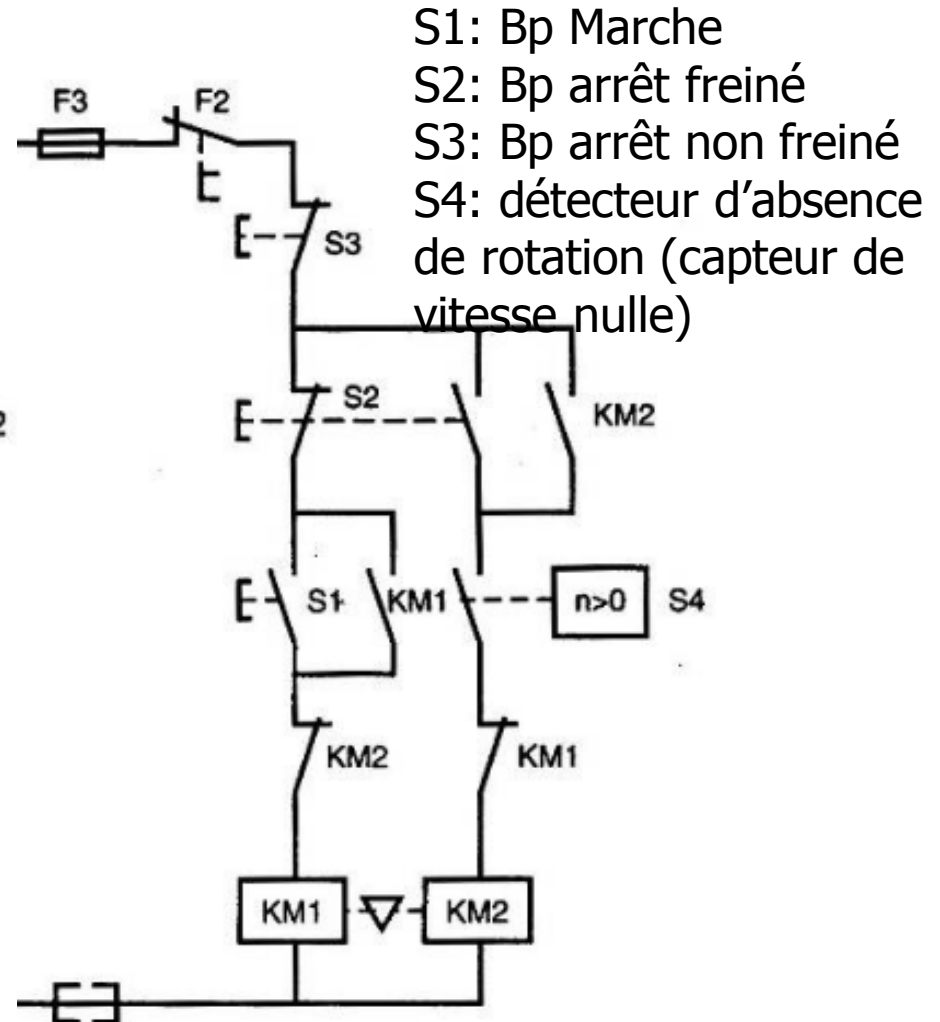 S1: Bp Marche
S2: Bp arrêt freiné
S3: Bp arrêt non freiné
S4: détecteur d’absence
de rotation (capteur de
vitesse nulle)
F3
F2
S3
S2
KM2
2
S1
KM1
n>0
S4
KM2
KM1
KM1
KM2